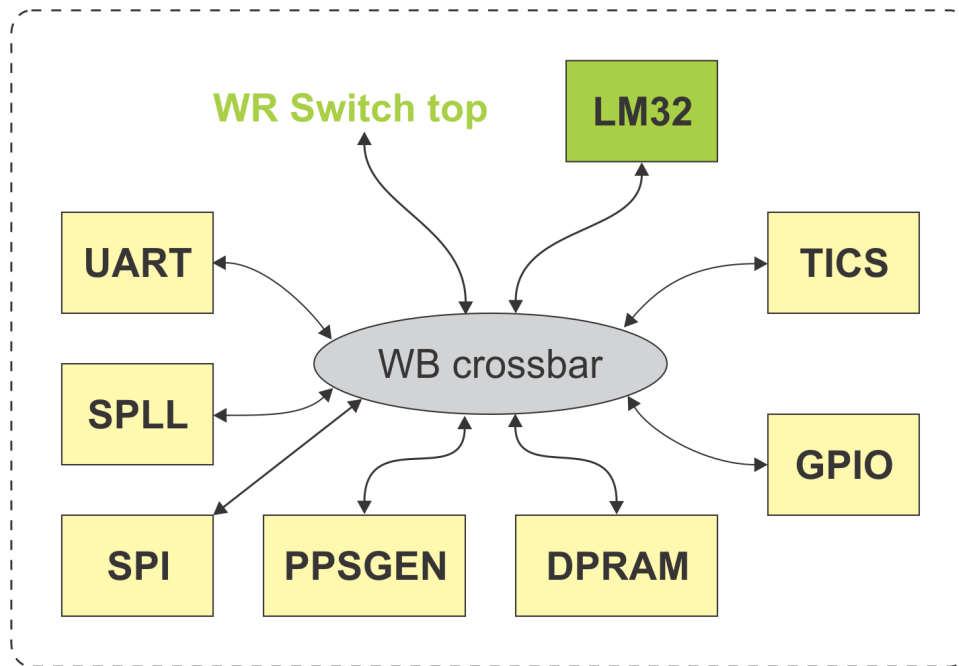 WR Switch top
LM32
UART
TICS
WB crossbar
SPLL
GPIO
SPI
PPSGEN
DPRAM